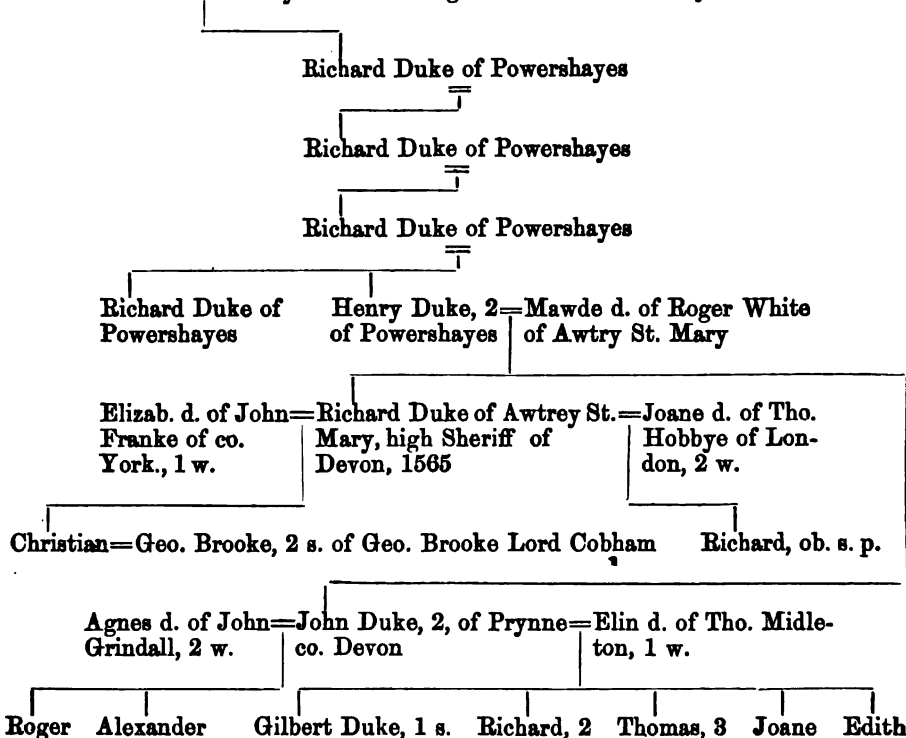 Richard Duke of Powershayes
Richard Duke of Powershayes
Richard Duke of Powershayes
Richard Duke of Powershayes
Henry Duke, 2=Mawde d. of Roger White
of Powershayes of Awtry St. Mary
Elizab. d. of John=Richard Duke of Awtrey St.=Joane d. of Tho.
Franke of co. Mary, high Sheriff of Hobbye of Lon-
York., 1 w. Devon, 1565 don, 2 w.
Christian=Geo. Brooke, 2 s. of Geo. Brooke Lord Cobham Richard, ob. s. p.
Agnes d. of John=John Duke, 2, of Prynne=Elin d. of Tho. Midle-
Grindall, 2 w. co. Devon ton, 1 w.
Roger Alexander Gilbert Duke, 1 s. Richard, 2 Thomas, 3 Joane Edith